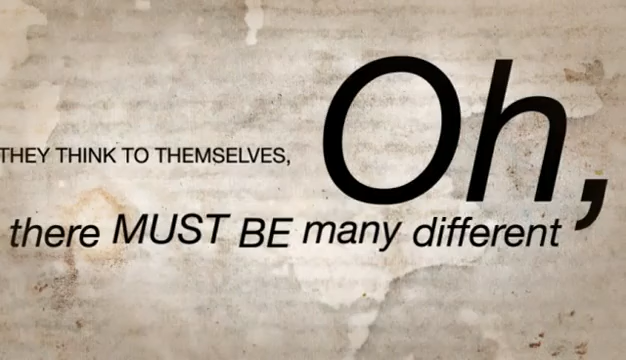 THEY THINK TO THEMSELVES, Oh,
there MUST BE many different